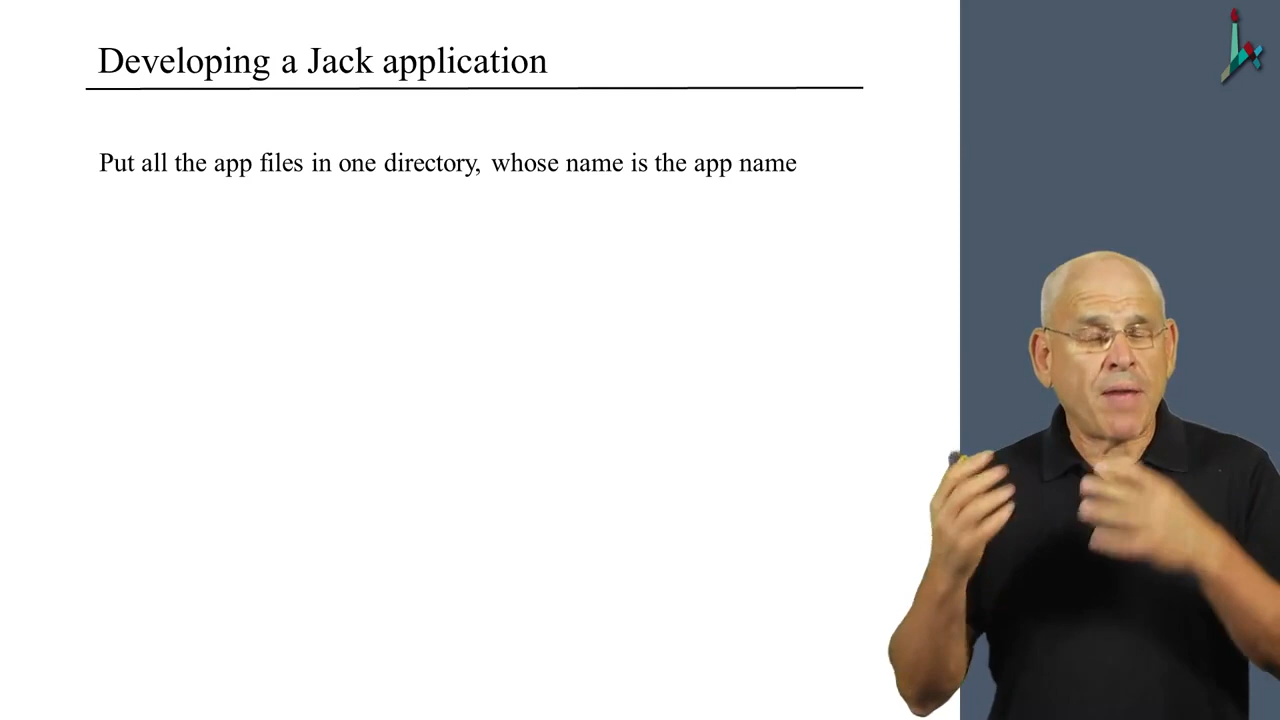 Developing a Jack application
Put all the app files in one directory, whose name is the app name